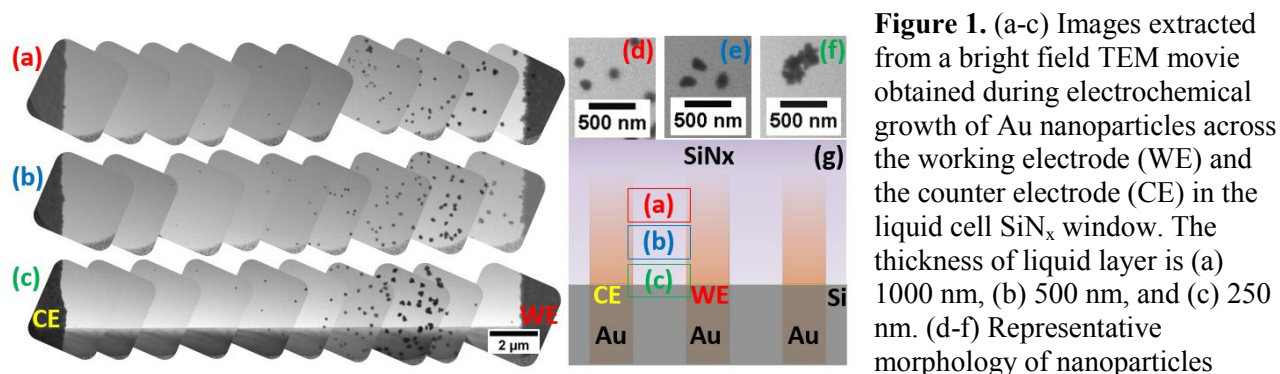 (a)
(b)
(c)
CE
WE
2 µm
(d)
(e)
(f)
500 nm
500 nm
500 nm
SiNx
(g)
(a)
(b)
(c)
CE
WE
Si
Au
Au
Au
Figure 1. (a-c) Images extracted
from a bright field TEM movie
obtained during electrochemical
growth of Au nanoparticles across
the working electrode (WE) and
the counter electrode (CE) in the
liquid cell SiNx window. The
thickness of liquid layer is (a)
1000 nm, (b) 500 nm, and (c) 250
nm. (d-f) Representative
morphology of nanoparticles